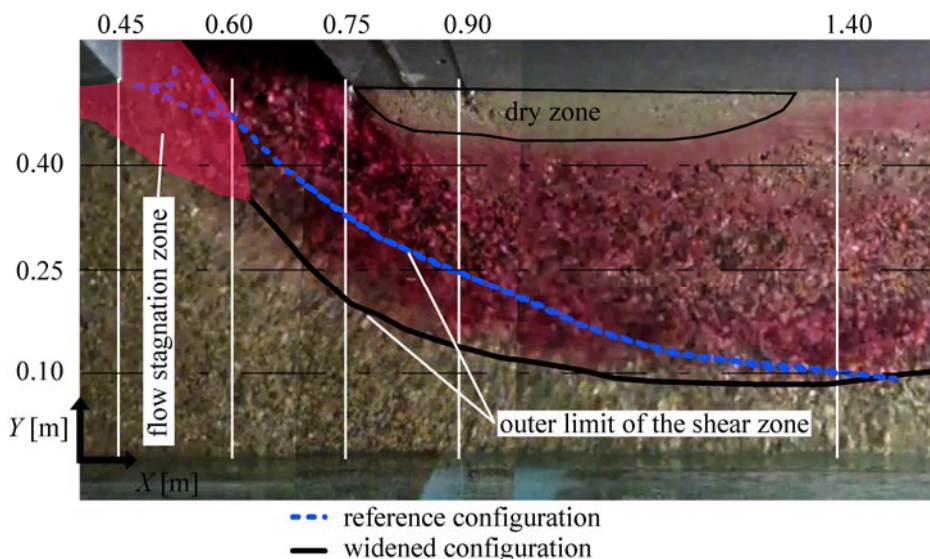 0.45 0.60 0.75 0.90 1.40
dry zone
0.40
flow stagnation zone
0.25
0.10
outer limit of the shear zone
Y [m]
X [m]
reference configuration
widened configuration